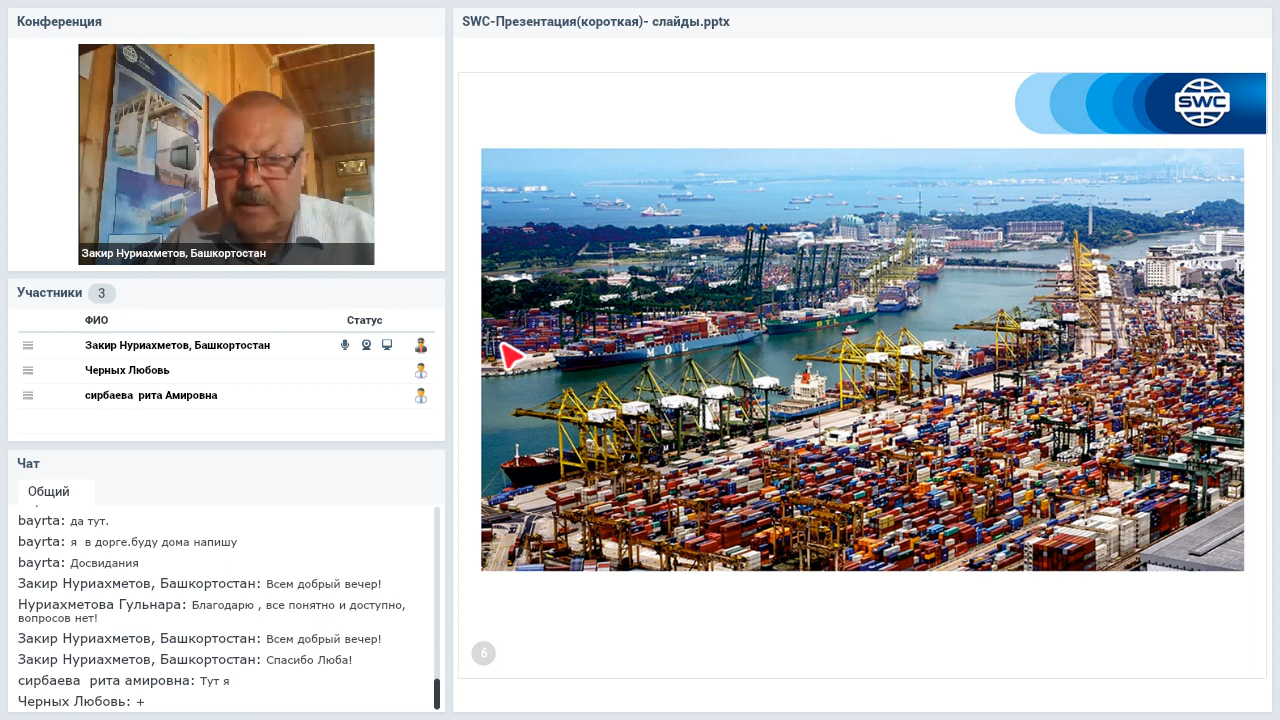 Конференция
Закир Нуриахметов, Башкортостан
Участники 3
ФИО Статус
Закир Нуриахметов, Башкортостан
Черных Любовь
сирбаева рита Амировна
Чат
Общий
bayrta: да тут.
bayrta: я в дорге.буду дома напишу
bayrta: Досвидания
Закир Нуриахметов, Башкортостан: Всем добрый вечер!
Нуриахметова Гульнара: Благодарю , все понятно и доступно,
вопросов нет!
Закир Нуриахметов, Башкортостан: Всем добрый вечер!
Закир Нуриахметов, Башкортостан: Спасибо Люба!
сирбаева рита амировна: Тут я
Черных Любовь: +
SWC-Презентация(короткая)- слайды.pptx
SWC
MOL
6